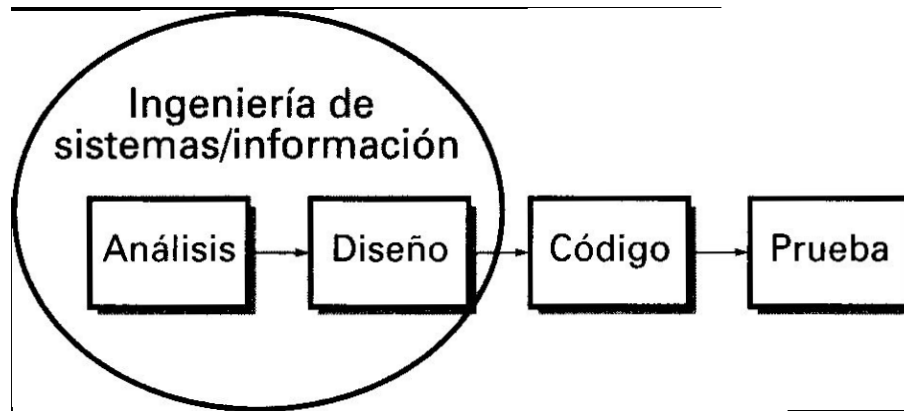 Ingeniería de
sistemas/información
Análisis
Diseño
Código
Prueba